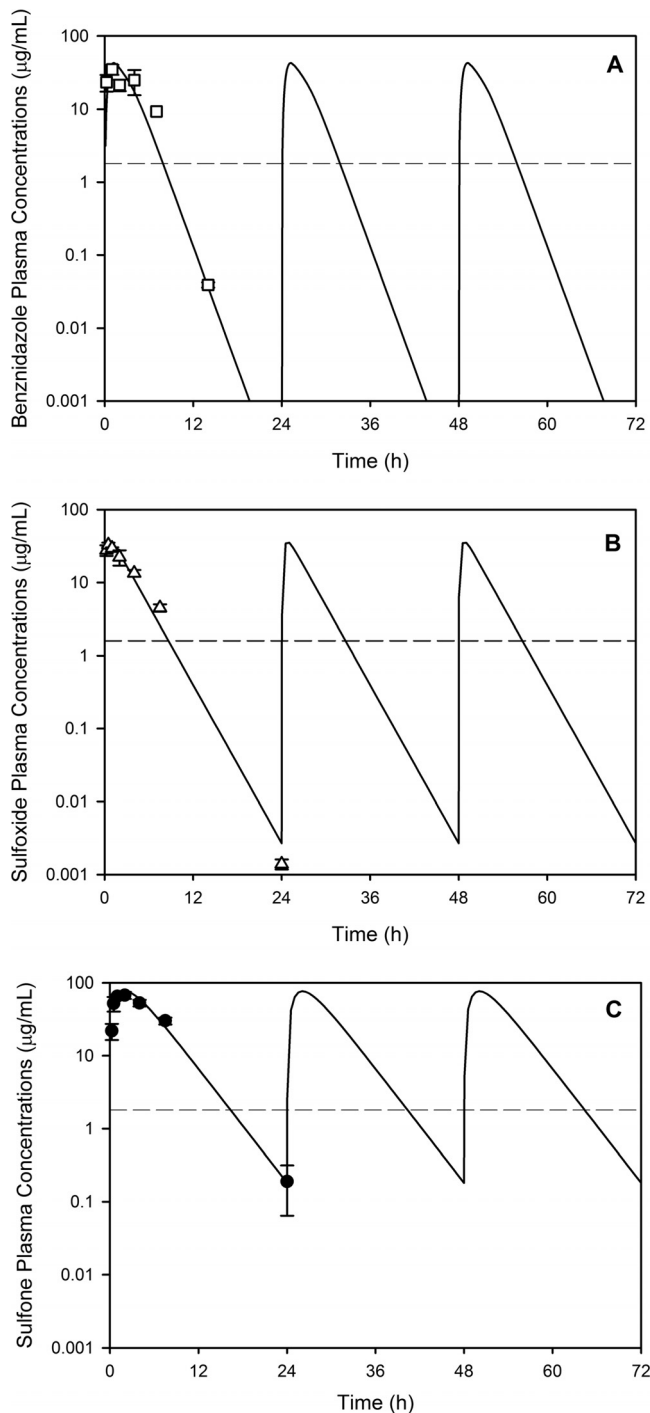 Benznidazole Plasma Concentrations (µg/mL)
100
10
1
0.1
0.01
0.001
A
0 12 24 36 48 60 72
Time (h)
Sulfoxide Plasma Concentrations (µg/mL)
100
10
1
0.1
0.01
0.001
B
0 12 24 36 48 60 72
Time (h)
Sulfone Plasma Concentrations (µg/mL)
100
10
1
0.1
0.01
0.001
C
0 12 24 36 48 60 72
Time (h)